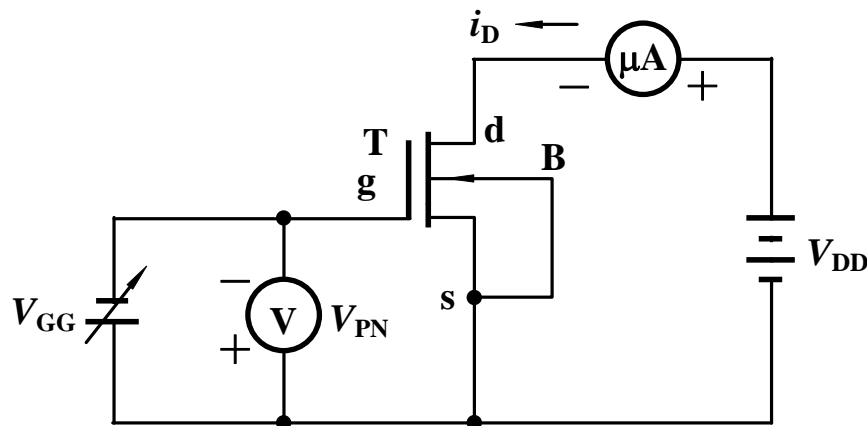 i_D
μA
− +
T
d
g
B
V_DD
s
−
V_GG
V
V_PN
+